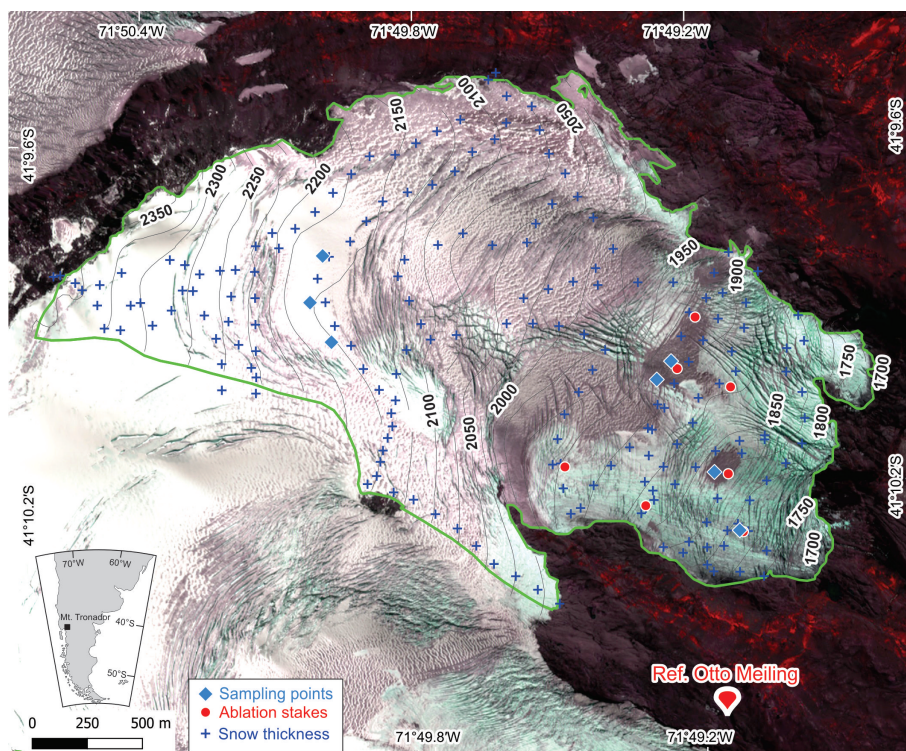 71°50.4'W
71°49.8'W
71°49.2'W
41°9.6'S
41°9.6'S
2350
2300
2250
2200
2150
2100
2050
1950
1900
1750
1700
1850
1800
2000
2100
2050
1750
1700
41°10.2'S
41°10.2'S
70°W
60°W
Mt. Tronador
40°S
50°S
0
250
500 m
Sampling points
Ablation stakes
Snow thickness
Ref. Otto Meiling
71°49.8'W
71°49.2'W